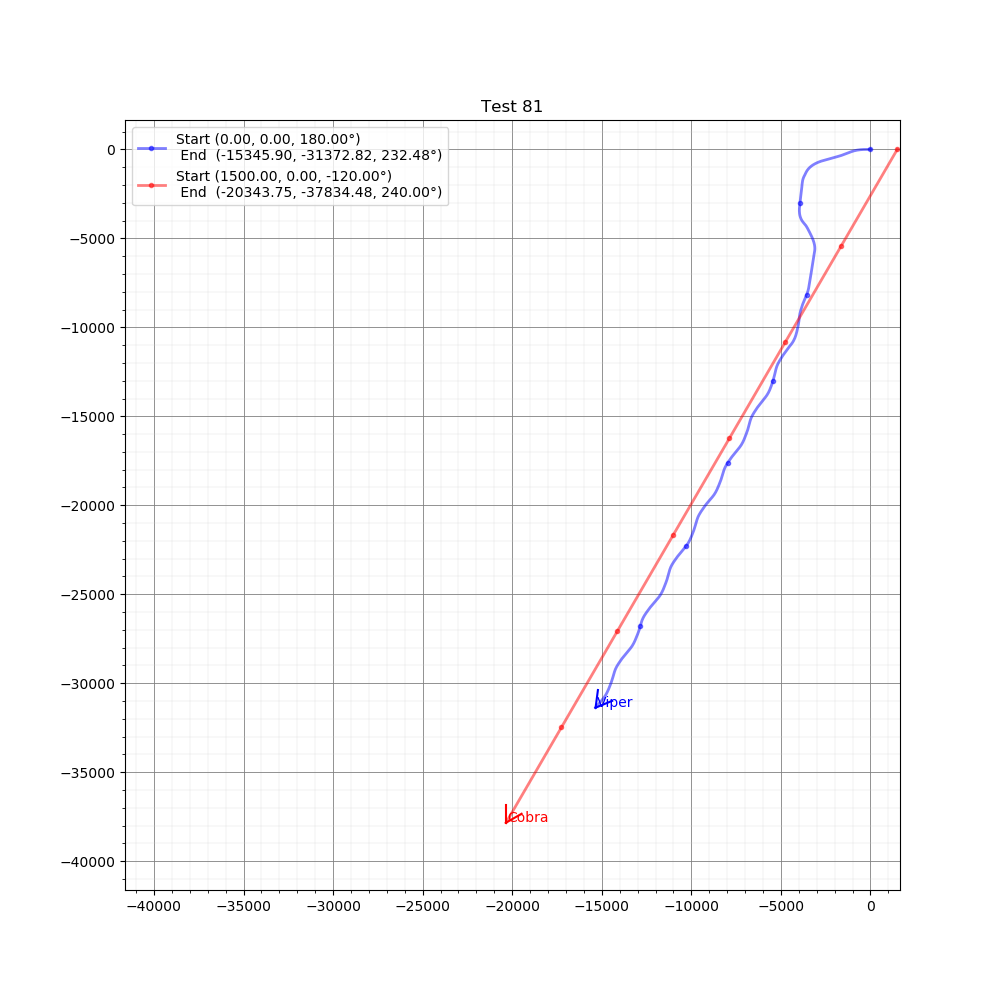 Test 81
Start (0.00, 0.00, 180.00°)
End (-15345.90, -31372.82, 232.48°)
Start (1500.00, 0.00, -120.00°)
End (-20343.75, -37834.48, 240.00°)
0
−5000
−10000
−15000
−20000
−25000
−30000
−35000
−40000
Viper
Cobra
−40000 −35000 −30000 −25000 −20000 −15000 −10000 −5000 0